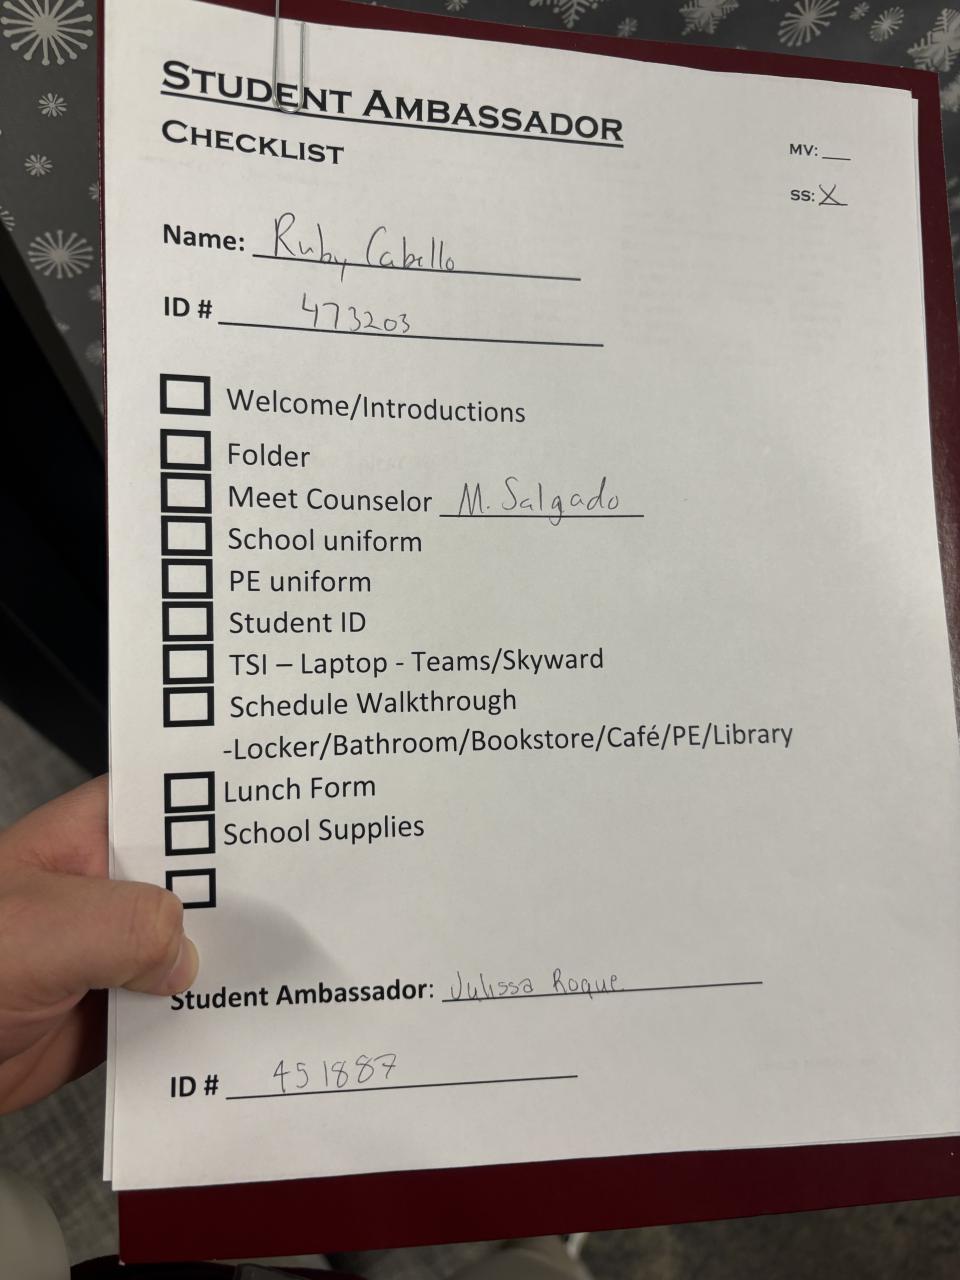 STUDENT AMBASSADOR
CHECKLIST
MV: __
SS: X
Name: Ruby Cabello
ID # 473203
Welcome/Introductions
Folder
Meet Counselor M. Salgado
School uniform
PE uniform
Student ID
TSI – Laptop - Teams/Skyward
Schedule Walkthrough
-Locker/Bathroom/Bookstore/Café/PE/Library
Lunch Form
School Supplies
Student Ambassador: Julissa Roque
ID # 451887